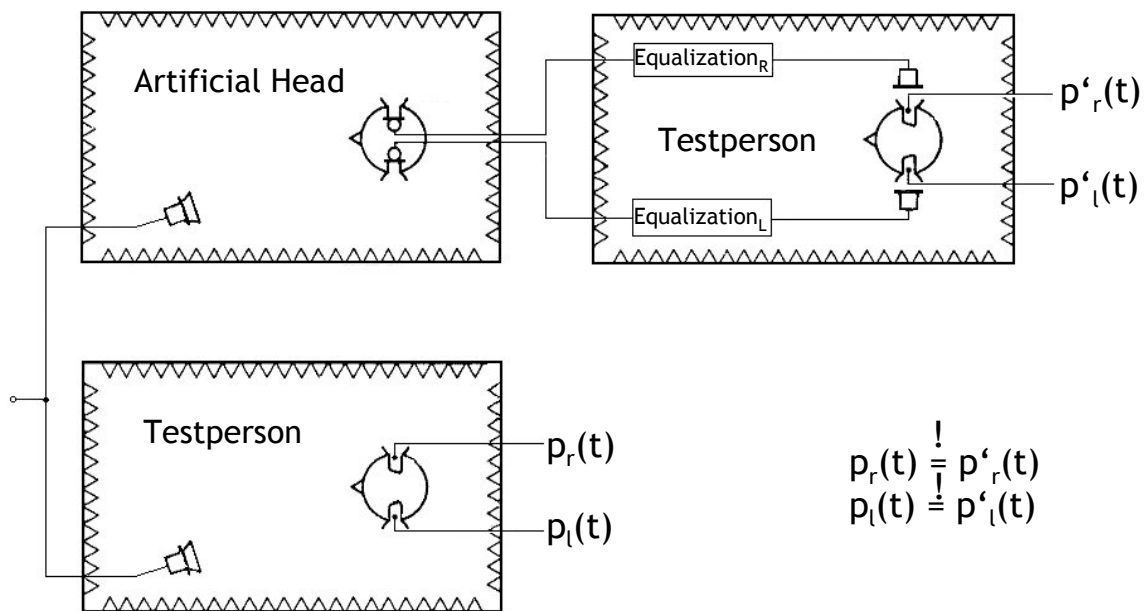 Artificial Head
Equalization_R
Testperson
p‘_r(t)
p‘_l(t)
Equalization_L
Testperson
p_r(t)
p_l(t)
!
p_r(t) = p‘_r(t)
!
p_l(t) = p‘_l(t)